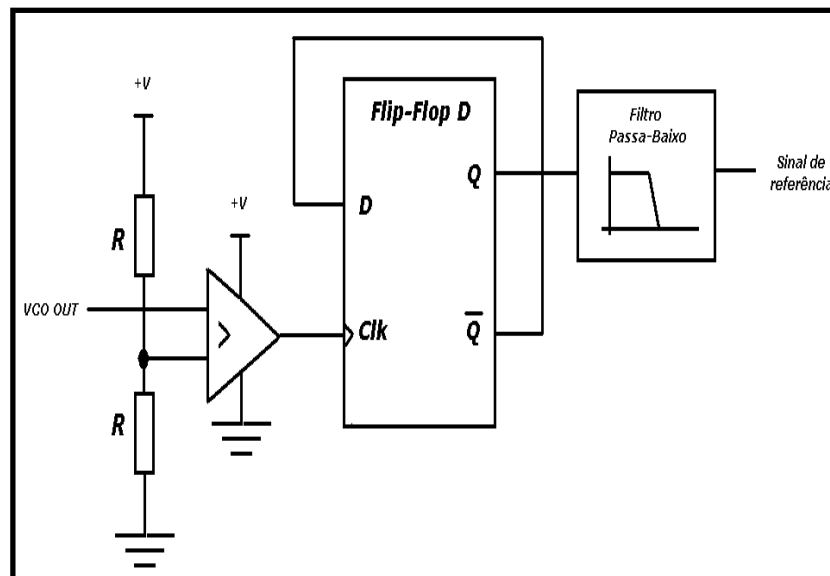 +V
R
+V
VCO OUT
R
Flip-Flop D
D
Q
Clk
Q
Filtro
Passa-Baixo
Sinal de
referência